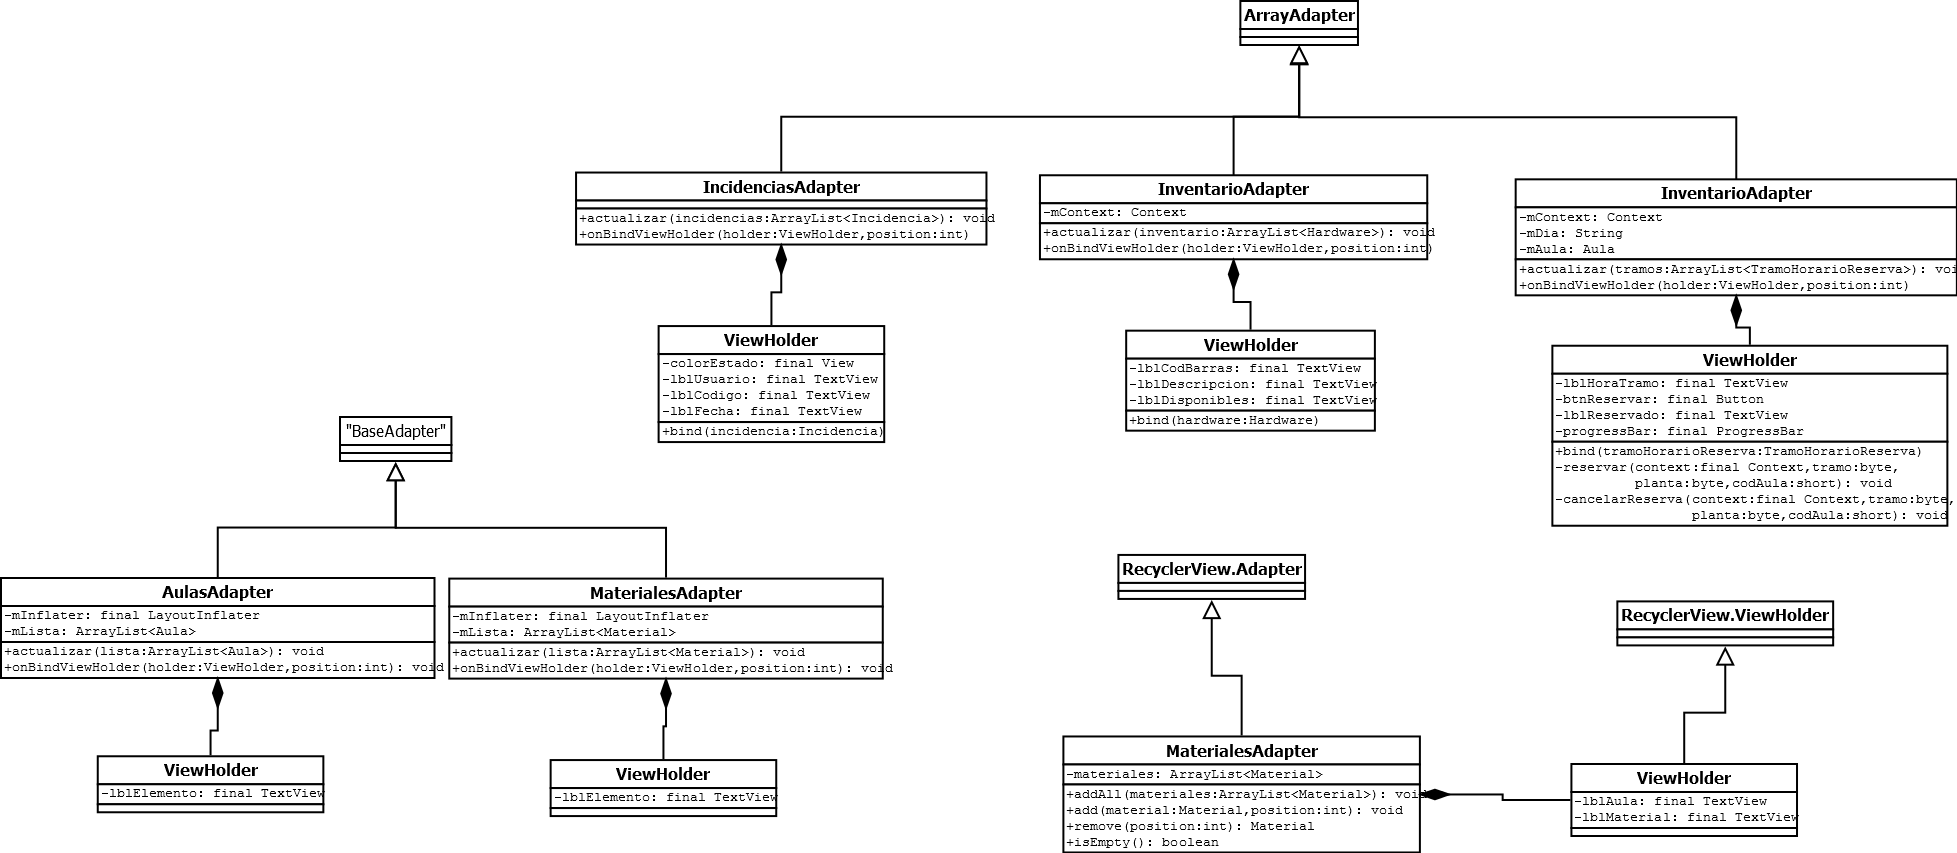 ArrayAdapter
IncidenciasAdapter
+actualizar(incidencias:ArrayList<Incidencia>): void
+onBindViewHolder(holder:ViewHolder,position:int)
InventarioAdapter
-mContext: Context
+actualizar(inventario:ArrayList<Hardware>): void
+onBindViewHolder(holder:ViewHolder,position:int)
InventarioAdapter
-mContext: Context
-mDia: String
-mAula: Aula
+actualizar(tramos:ArrayList<TramoHorarioReserva>): voi
+onBindViewHolder(holder:ViewHolder,position:int)
ViewHolder
-colorEstado: final View
-lblUsuario: final TextView
-lblCodigo: final TextView
-lblFecha: final TextView
+bind(incidencia:Incidencia)
ViewHolder
-lblCodBarras: final TextView
-lblDescripcion: final TextView
-lblDisponibles: final TextView
+bind(hardware:Hardware)
ViewHolder
-lblHoraTramo: final TextView
-btnReservar: final Button
-lblReservado: final TextView
-progressBar: final ProgressBar
+bind(tramoHorarioReserva:TramoHorarioReserva)
-reservar(context:final Context,tramo:byte,
planta:byte,codAula:short): void
-cancelarReserva(context:final Context,tramo:byte,
planta:byte,codAula:short): void
"BaseAdapter"
AulasAdapter
-mInflater: final LayoutInflater
-mLista: ArrayList<Aula>
+actualizar(lista:ArrayList<Aula>): void
+onBindViewHolder(holder:ViewHolder,position:int): void
MaterialesAdapter
-mInflater: final LayoutInflater
-mLista: ArrayList<Material>
+actualizar(lista:ArrayList<Material>): void
+onBindViewHolder(holder:ViewHolder,position:int): void
ViewHolder
-lblElemento: final TextView
ViewHolder
-lblElemento: final TextView
RecyclerView.Adapter
RecyclerView.ViewHolder
MaterialesAdapter
-materiales: ArrayList<Material>
+addAll(materiales:ArrayList<Material>): void
+add(material:Material,position:int): void
+remove(position:int): Material
+isEmpty(): boolean
ViewHolder
-lblAula: final TextView
-lblMaterial: final TextView